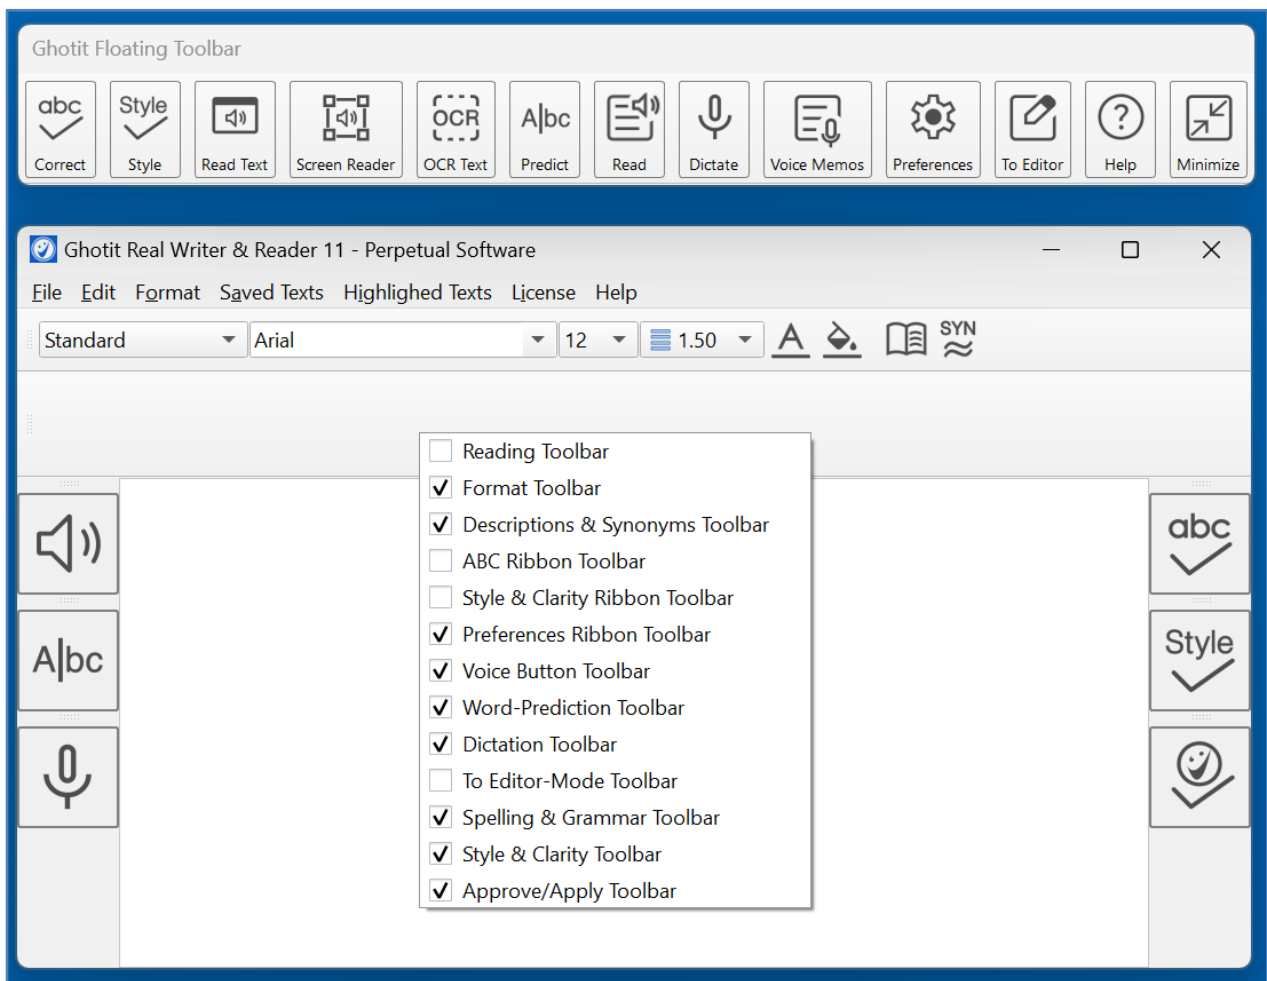 Ghotit Floating Toolbar
abc Style OCR A|bc
Correct Style Read Text Screen Reader OCR Text Predict Read Dictate Voice Memos Preferences To Editor Help Minimize
Ghotit Real Writer & Reader 11 - Perpetual Software
File Edit Format Saved Texts Highlighed Texts License Help
Standard Arial 12 1.50 A SYN
Reading Toolbar
Format Toolbar
Descriptions & Synonyms Toolbar
ABC Ribbon Toolbar
Style & Clarity Ribbon Toolbar
Preferences Ribbon Toolbar
Voice Button Toolbar
Word-Prediction Toolbar
Dictation Toolbar
To Editor-Mode Toolbar
Spelling & Grammar Toolbar
Style & Clarity Toolbar
Approve/Apply Toolbar
A|bc
abc
Style